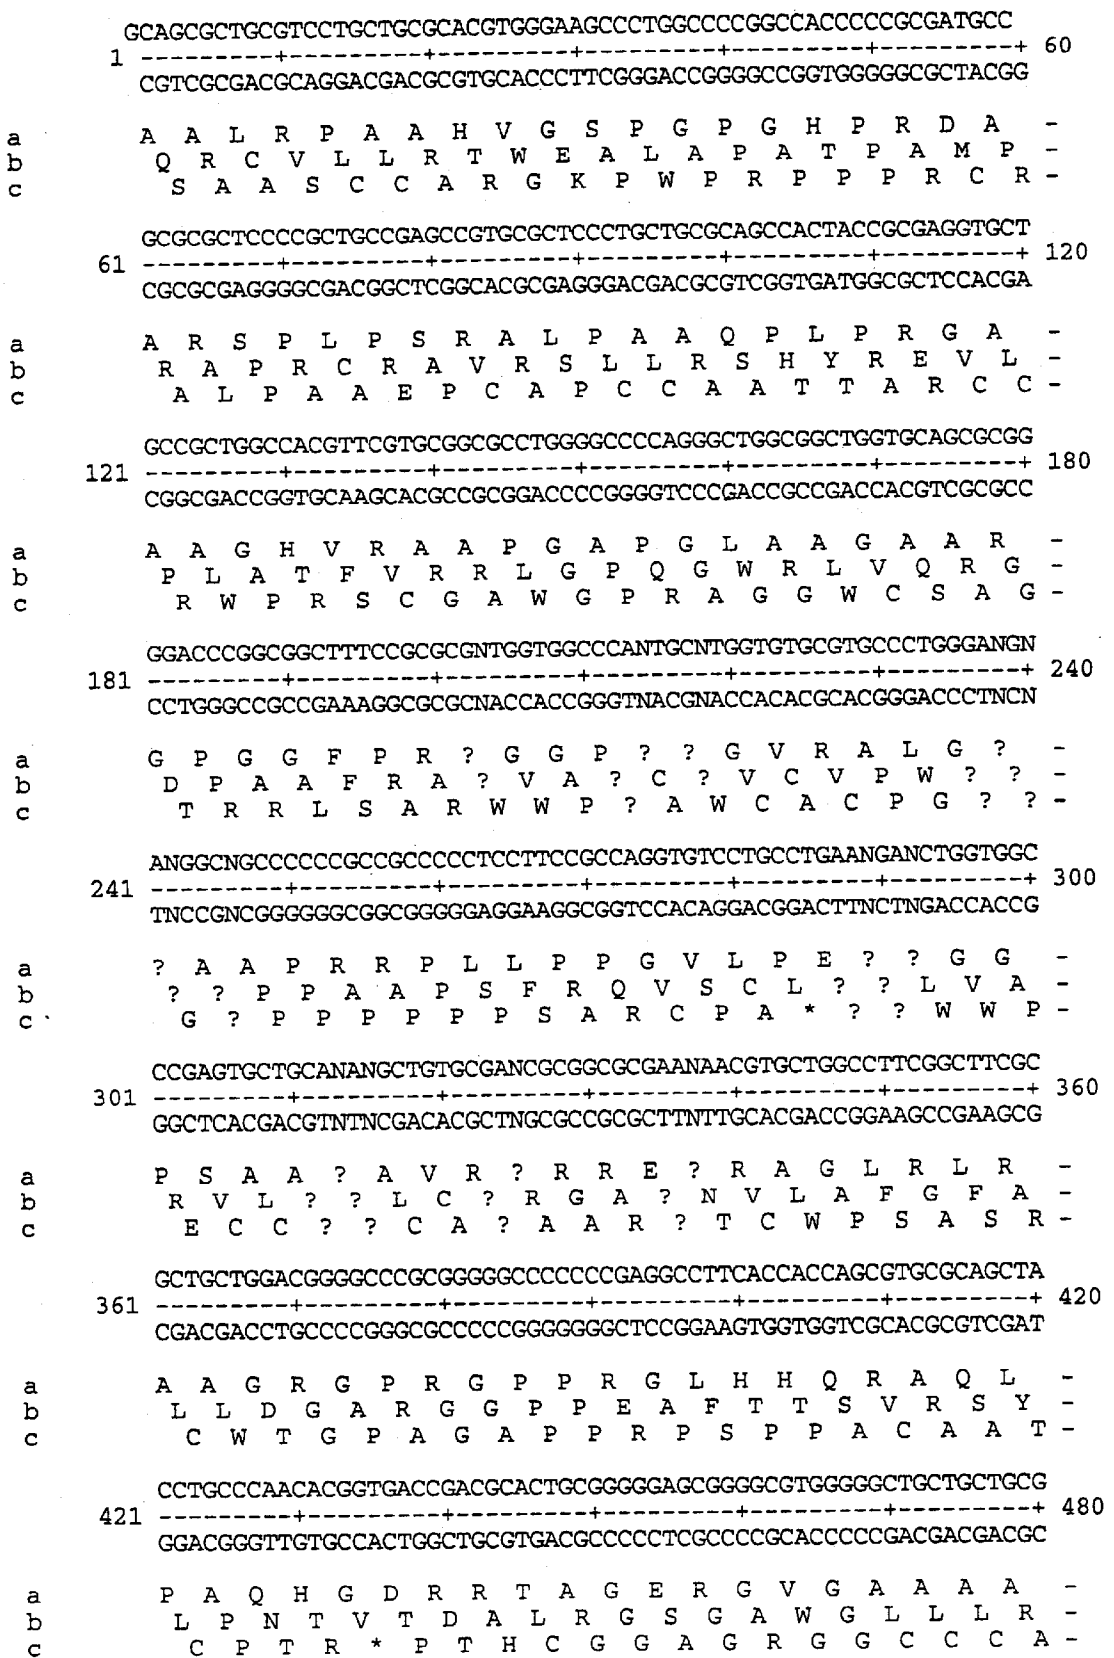 GCAGCGCTGCGTCCTGCTGCGCACGTGGGAAGCCCTGGCCCCGGCCACCCCCGCGATGCC
1 ---------+---------+---------+---------+---------+---------+ 60
CGTCGCGACGCAGGACGACGCGTGCACCCTTCGGGACCGGGGCCGGTGGGGGCGCTACGG
a A A L R P A A H V G S P G P G H P R D A -
b Q R C V L L R T W E A L A P A T P A M P -
c S A A S C C A R G K P W P R P P P R C R -
GCGCGCTCCCCGCTGCCGAGCCGTGCGCTCCCTGCTGCGCAGCCACTACCGCGAGGTGCT
61 ---------+---------+---------+---------+---------+---------+ 120
CGCGCGAGGGGCGACGGCTCGGCACGCGAGGGACGACGCGTCGGTGATGGCGCTCCACGA
a A R S P L P S R A L P A A Q P L P R G A -
b R A P R C R A V R S L L R S H Y R E V L -
c A L P A A E P C A P C C A A T T A R C C -
GCCGCTGGCCACGTTCGTGCGGCGCCTGGGGCCCCAGGGCTGGCGGCTGGTGCAGCGCGG
121 ---------+---------+---------+---------+---------+---------+ 180
CGGCGACCGGTGCAAGCACGCCGCGGACCCCGGGGTCCCGACCGCCGACCACGTCGCGCC
a A A G H V R A A P G A P G L A A G A A R -
b P L A T F V R R L G P Q G W R L V Q R G -
c R W P R S C G A W G P R A G G W C S A G -
GGACCCGGCGGCTTTCCGCGCGNTGGTGGCCCANTGCNTGGTGTGCGTGCCCTGGGANGN
181 ---------+---------+---------+---------+---------+---------+ 240
CCTGGGCCGCCGAAAGGCGCGCNACCACCGGGTNACGNACCACACGCACGGGACCCTNCN
a G P G G F P R ? G G P ? ? G V R A L G ? -
b D P A A F R A ? V A ? C ? V C V P W ? ? -
c T R R L S A R W W P ? A W C A C P G ? ? -
ANGGCNGCCCCCCGCCGCCCCCTCCTTCCGCCAGGTGTCCTGCCTGAANGANCTGGTGGC
241 ---------+---------+---------+---------+---------+---------+ 300
TNCCGNCGGGGGGCGGCGGGGGAGGAAGGCGGTCCACAGGACGGACTTNCTNGACCACCG
a ? A A P R R P L L P P G V L P E ? ? G G -
b ? ? P P A A P S F R Q V S C L ? ? L V A -
c G ? P P P P P P S A R C P A * ? ? W W P -
CCGAGTGCTGCANANGCTGTGCGANCGCGGCGCGAANAACGTGCTGGCCTTCGGCTTCGC
301 ---------+---------+---------+---------+---------+---------+ 360
GGCTCACGACGTNTNCGACACGCTNGCGCCGCGCTTNTTGCACGACCGGAAGCCGAAGCG
a P S A A ? A V R ? R R E ? R A G L R L R -
b R V L ? ? L C ? R G A ? N V L A F G F A -
c E C C ? ? C A ? A A R ? T C W P S A S R -
GCTGCTGGACGGGGCCCGCGGGGGCCCCCCCGAGGCCTTCACCACCAGCGTGCGCAGCTA
361 ---------+---------+---------+---------+---------+---------+ 420
CGACGACCTGCCCCGGGCGCCCCCGGGGGGGCTCCGGAAGTGGTGGTCGCACGCGTCGAT
a A A G R G P R G P P R G L H H Q R A Q L -
b L L D G A R G G P P E A F T T S V R S Y -
c C W T G P A G A P P R P S P P A C A A T -
CCTGCCCAACACGGTGACCGACGCACTGCGGGGGAGCGGGGCGTGGGGGCTGCTGCTGCG
421 ---------+---------+---------+---------+---------+---------+ 480
GGACGGGTTGTGCCACTGGCTGCGTGACGCCCCCTCGCCCCGCACCCCCGACGACGACGC
a P A Q H G D R R T A G E R G V G A A A A -
b L P N T V T D A L R G S G A W G L L L R -
c C P T R * P T H C G G A G R G G C C C A -